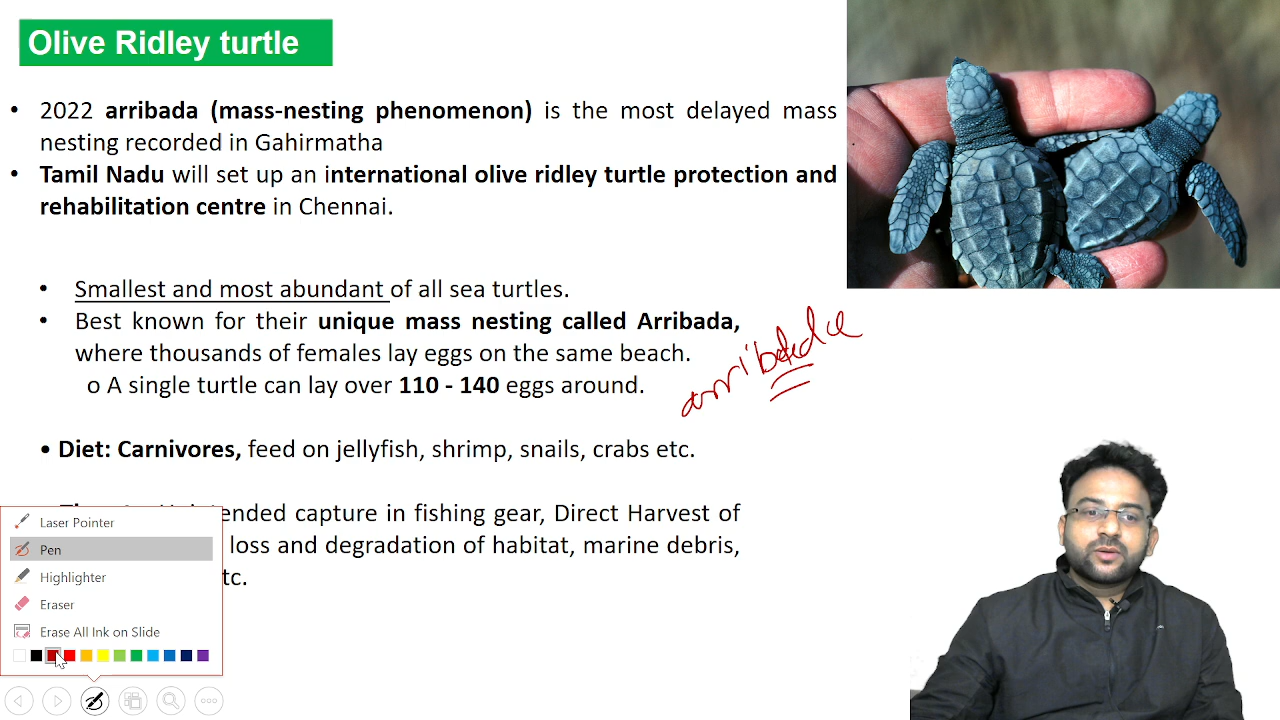 Olive Ridley turtle
• 2022 arribada (mass-nesting phenomenon) is the most delayed mass
nesting recorded in Gahirmatha
• Tamil Nadu will set up an international olive ridley turtle protection and
rehabilitation centre in Chennai.
• Smallest and most abundant of all sea turtles.
• Best known for their unique mass nesting called Arribada,
where thousands of females lay eggs on the same beach.
o A single turtle can lay over 110 - 140 eggs around.
arribada
• Diet: Carnivores, feed on jellyfish, shrimp, snails, crabs etc.
tended capture in fishing gear, Direct Harvest of
loss and degradation of habitat, marine debris,
tc.
Laser Pointer
Pen
Highlighter
Eraser
Erase All Ink on Slide